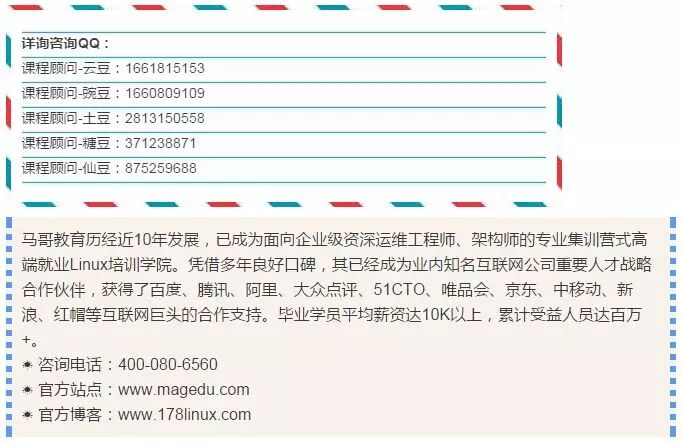 详询咨询QQ：
课程顾问-云豆：1661815153
课程顾问-豌豆：1660809109
课程顾问-土豆：2813150558
课程顾问-糖豆：371238871
课程顾问-仙豆：875259688
马哥教育历经近10年发展，已成为面向企业级资深运维工程师、架构师的专业集训营式高
端就业Linux培训学院。凭借多年良好口碑，其已经成为业内知名互联网公司重要人才战略
合作伙伴，获得了百度、腾讯、阿里、大众点评、51CTO、唯品会、京东、中移动、新
浪、红帽等互联网巨头的合作支持。毕业学员平均薪资达10K以上，累计受益人员达百万
+。
✷ 咨询电话：400-080-6560
✷ 官方站点：www.magedu.com
✷ 官方博客：www.178linux.com